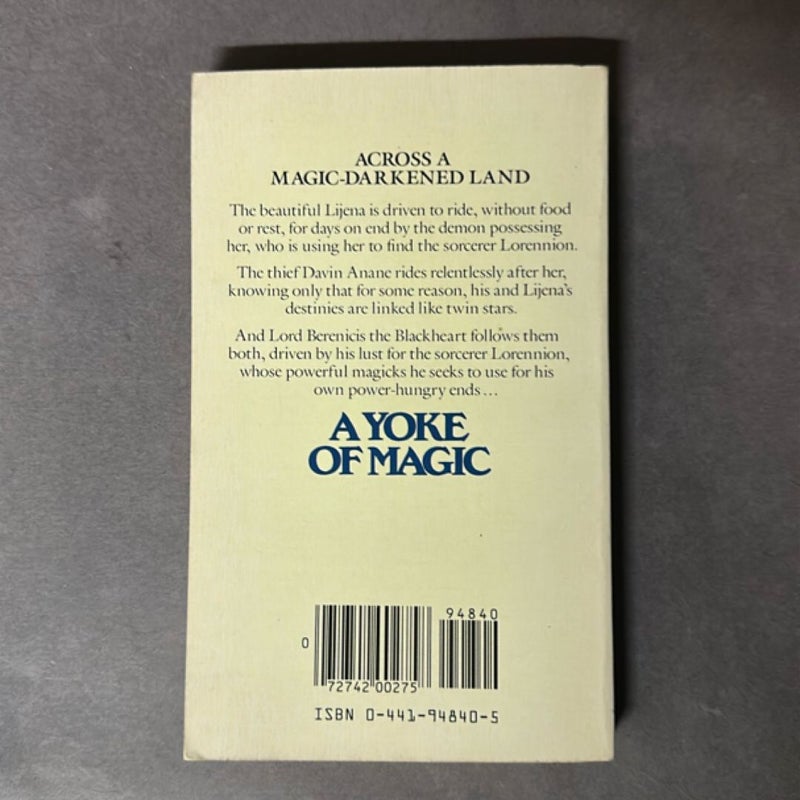 ACROSS A
MAGIC-DARKENED LAND
The beautiful Lijena is driven to ride, without food
or rest, for days on end by the demon possessing
her, who is using her to find the sorcerer Lorennion.
The thief Davin Anane rides relentlessly after her,
knowing only that for some reason, his and Lijena's
destinies are linked like twin stars.
And Lord Berenicis the Blackheart follows them
both, driven by his lust for the sorcerer Lorennion,
whose powerful magicks he seeks to use for his
own power-hungry ends...
A YOKE
OF MAGIC
94840
0
72742 00275
ISBN 0-441-94840-5